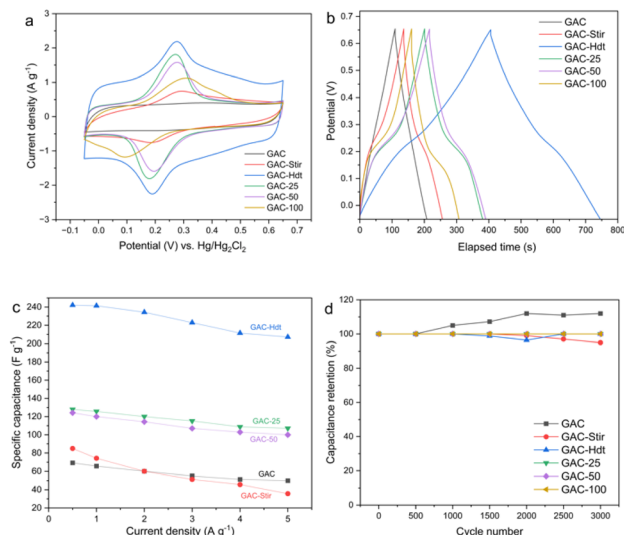 a
3
2
1
0
−1
−2
−3
−0.1 0.0 0.1 0.2 0.3 0.4 0.5 0.6 0.7
Current density (A g⁻¹)
Potential (V) vs. Hg/Hg₂Cl₂
GAC
GAC-Stir
GAC-Hdt
GAC-25
GAC-50
GAC-100
b
0.7
0.6
0.5
0.4
0.3
0.2
0.1
0.0
0 100 200 300 400 500 600 700 800
Potential (V)
Elapsed time (s)
GAC
GAC-Stir
GAC-Hdt
GAC-25
GAC-50
GAC-100
c
240
220
200
180
160
140
120
100
80
60
40
20
0 1 2 3 4 5
Specific capacitance (F g⁻¹)
Current density (A g⁻¹)
GAC-Hdt
GAC-25
GAC-50
GAC
GAC-Stir
d
120
100
80
60
40
20
0
0 500 1000 1500 2000 2500 3000
Capacitance retention (%)
Cycle number
GAC
GAC-Stir
GAC-Hdt
GAC-25
GAC-50
GAC-100